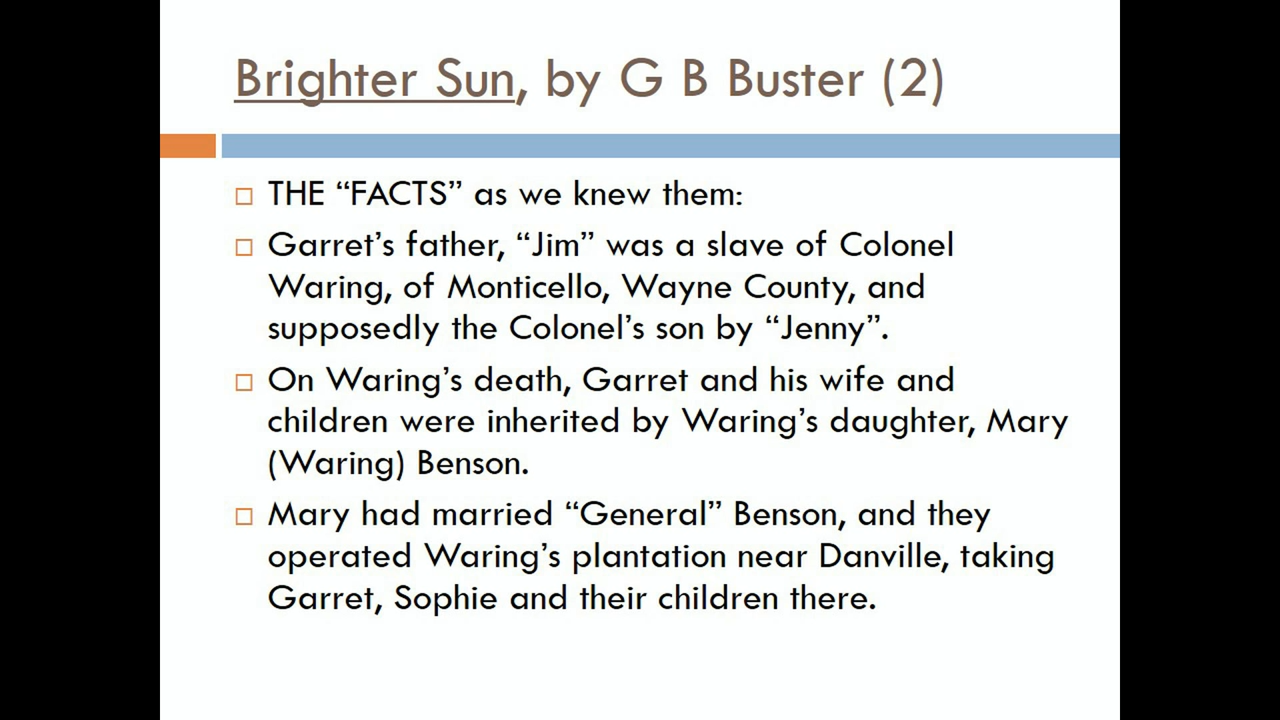 Brighter Sun, by G B Buster (2)
THE “FACTS” as we knew them:
Garret’s father, “Jim” was a slave of Colonel
Waring, of Monticello, Wayne County, and
supposedly the Colonel’s son by “Jenny”.
On Waring’s death, Garret and his wife and
children were inherited by Waring’s daughter, Mary
(Waring) Benson.
Mary had married “General” Benson, and they
operated Waring’s plantation near Danville, taking
Garret, Sophie and their children there.